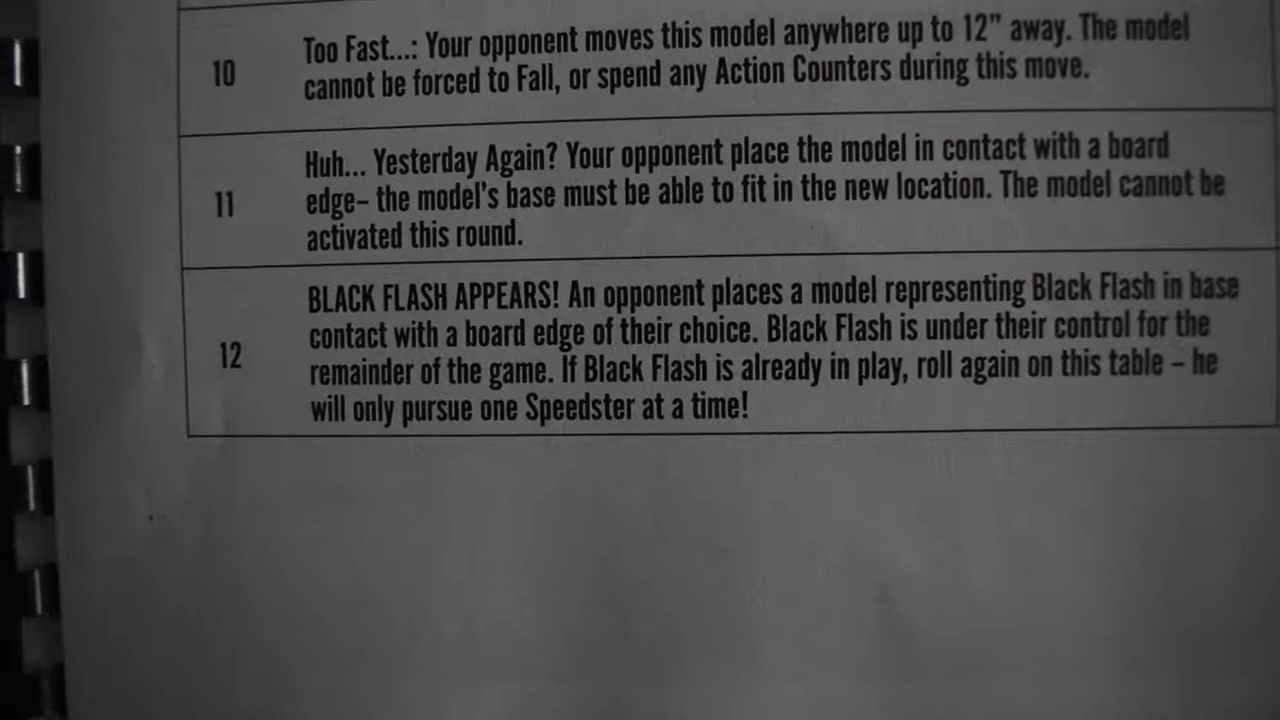 10
Too Fast...: Your opponent moves this model anywhere up to 12” away. The model
cannot be forced to Fall, or spend any Action Counters during this move.
11
Huh... Yesterday Again? Your opponent place the model in contact with a board
edge– the model’s base must be able to fit in the new location. The model cannot be
activated this round.
12
BLACK FLASH APPEARS! An opponent places a model representing Black Flash in base
contact with a board edge of their choice. Black Flash is under their control for the
remainder of the game. If Black Flash is already in play, roll again on this table – he
will only pursue one Speedster at a time!